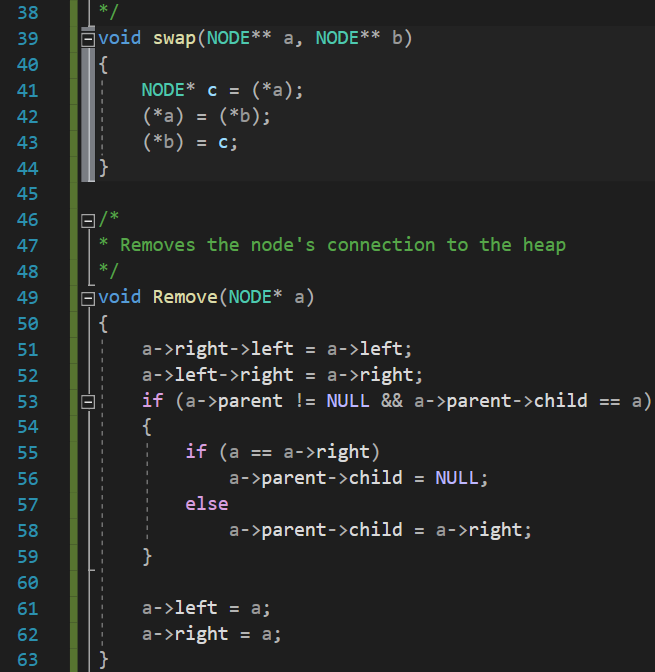 38 */
39 void swap(NODE** a, NODE** b)
40 {
41     NODE* c = (*a);
42     (*a) = (*b);
43     (*b) = c;
44 }
45
46 /*
47 * Removes the node's connection to the heap
48 */
49 void Remove(NODE* a)
50 {
51     a->right->left = a->left;
52     a->left->right = a->right;
53     if (a->parent != NULL && a->parent->child == a)
54     {
55         if (a == a->right)
56             a->parent->child = NULL;
57         else
58             a->parent->child = a->right;
59     }
60
61     a->left = a;
62     a->right = a;
63 }